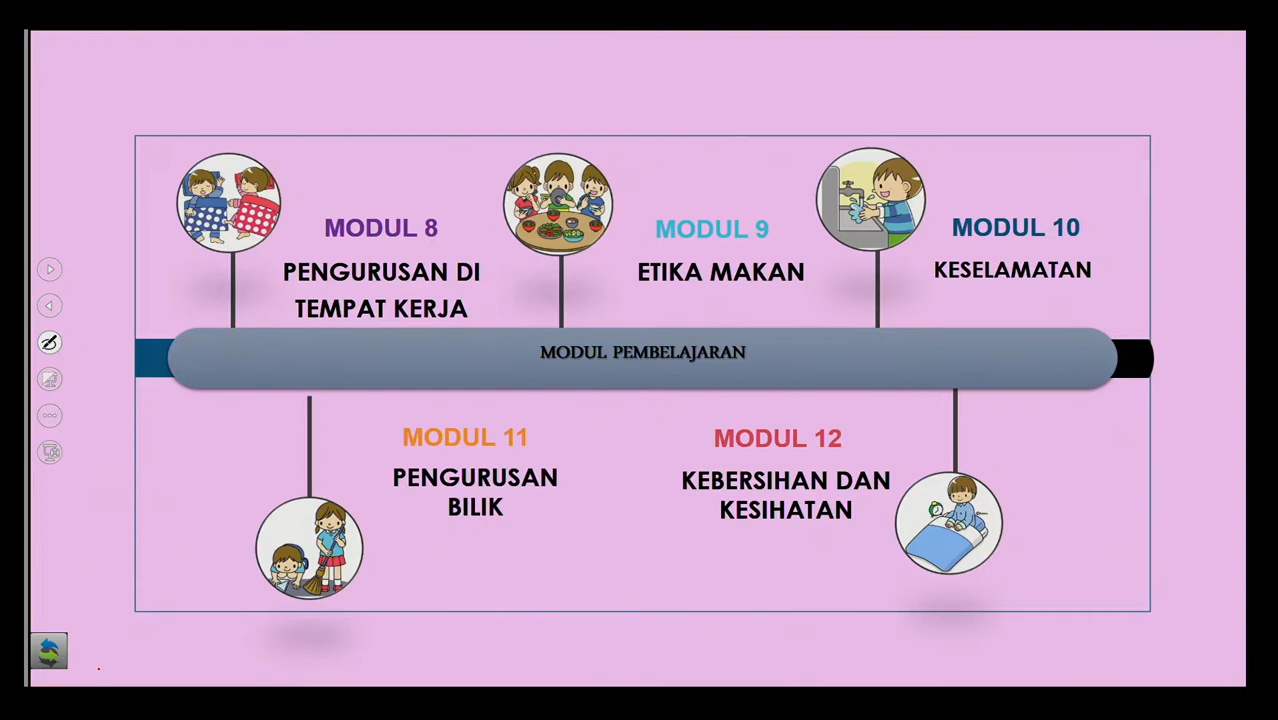 MODUL 8
PENGURUSAN DI
TEMPAT KERJA
MODUL 9
ETIKA MAKAN
MODUL 10
KESELAMATAN
MODUL PEMBELAJARAN
MODUL 11
PENGURUSAN
BILIK
MODUL 12
KEBERSIHAN DAN
KESIHATAN